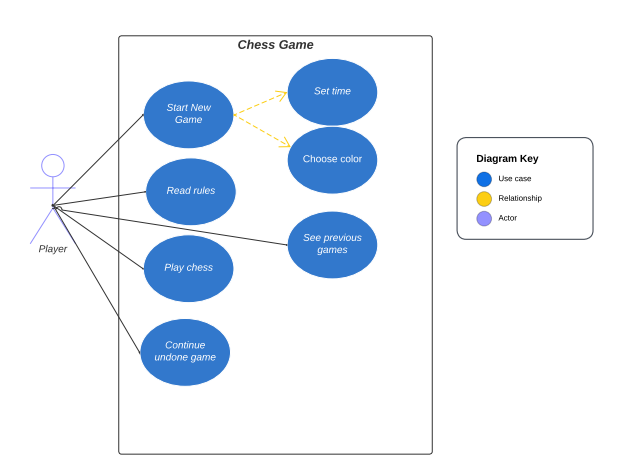 Chess Game
Set time
Start New
Game
Choose color
Diagram Key
Use case
Relationship
Actor
Read rules
Player
See previous
games
Play chess
Continue
undone game